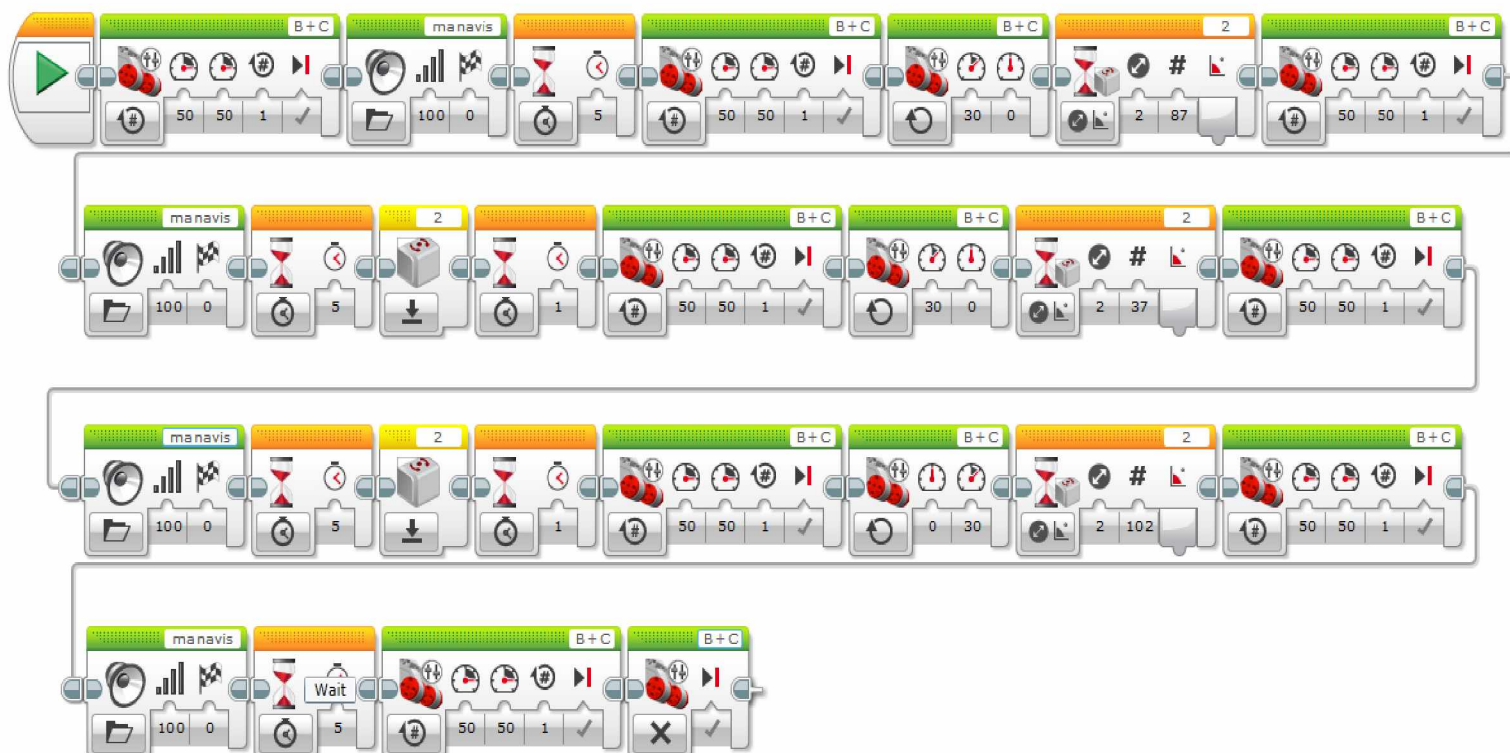 B+C manavis B+C B+C 2 B+C
# # # #
# 50 50 1 100 0 5 # 50 50 1 30 0 2 87 # 50 50 1
manavis 2 B+C B+C 2 B+C
# # #
100 0 5 1 # 50 50 1 30 0 2 37 # 50 50 1
manavis 2 B+C B+C 2 B+C
# # #
100 0 5 1 # 50 50 1 0 30 2 102 # 50 50 1
manavis B+C B+C
Wait #
100 0 5 # 50 50 1